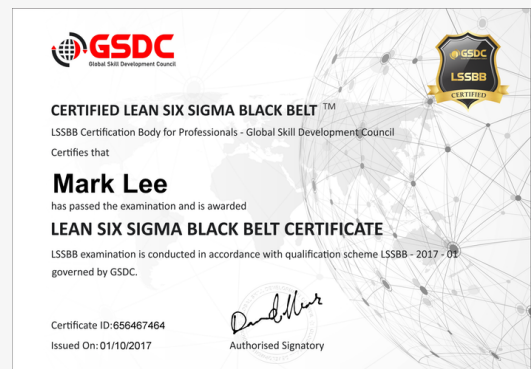 GSDC
Global Skill Development Council
GSDC
LSSBB
CERTIFIED
CERTIFIED LEAN SIX SIGMA BLACK BELT ™
LSSBB Certification Body for Professionals - Global Skill Development Council
Certifies that
Mark Lee
has passed the examination and is awarded
LEAN SIX SIGMA BLACK BELT CERTIFICATE
LSSBB examination is conducted in accordance with qualification scheme LSSBB - 2017 - 01
governed by GSDC.
Certificate ID:656467464
Issued On: 01/10/2017
Authorised Signatory